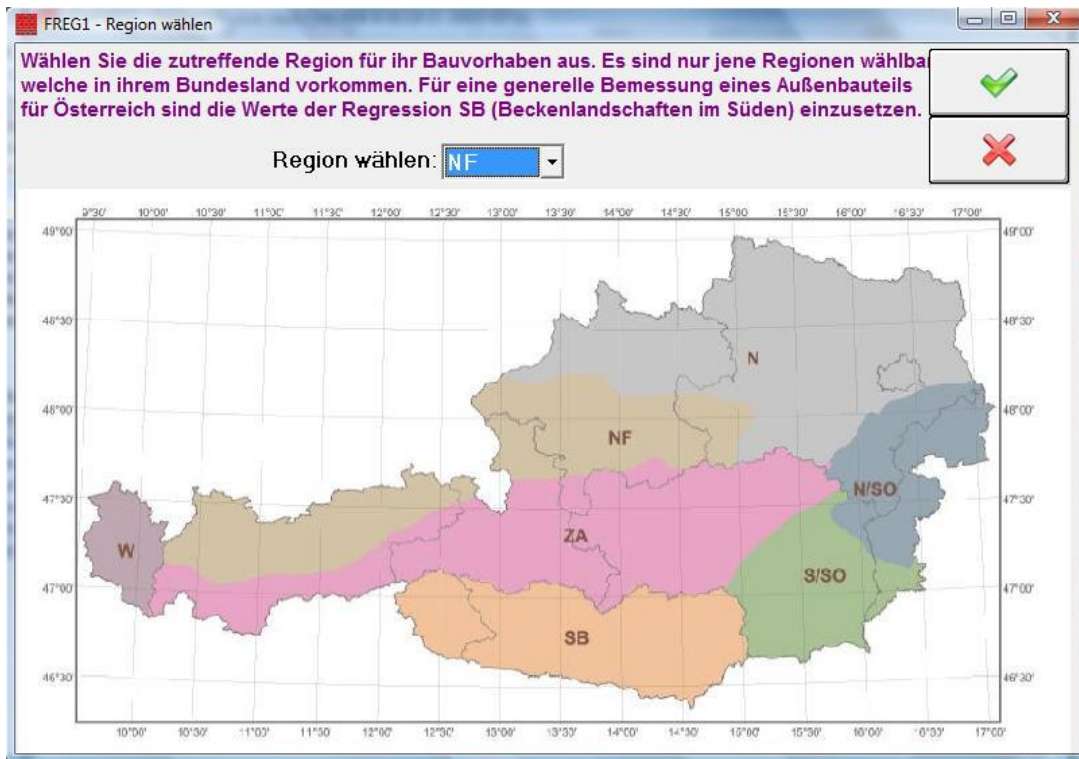 FREG1 - Region wählen
Wählen Sie die zutreffende Region für ihr Bauvorhaben aus. Es sind nur jene Regionen wählba
welche in ihrem Bundesland vorkommen. Für eine generelle Bemessung eines Außenbauteils
für Österreich sind die Werte der Regression SB (Beckenlandschaften im Süden) einzusetzen.
Region wählen: NF
9°30' 10°00' 10°30' 11°00' 11°30' 12°00' 12°30' 13°00' 13°30' 14°00' 14°30' 15°00' 15°30' 16°00' 16°30' 17°00'
49°00' 49°00'
48°30' 48°30'
N
48°00' 48°00'
NF
47°30' N/SO 47°30'
W ZA
S/SO
47°00' 47°00'
SB
46°30' 46°30'
10°00' 10°30' 11°00' 11°30' 12°00' 12°30' 13°00' 13°30' 14°00' 14°30' 15°00' 15°30' 16°00' 16°30' 17°00'